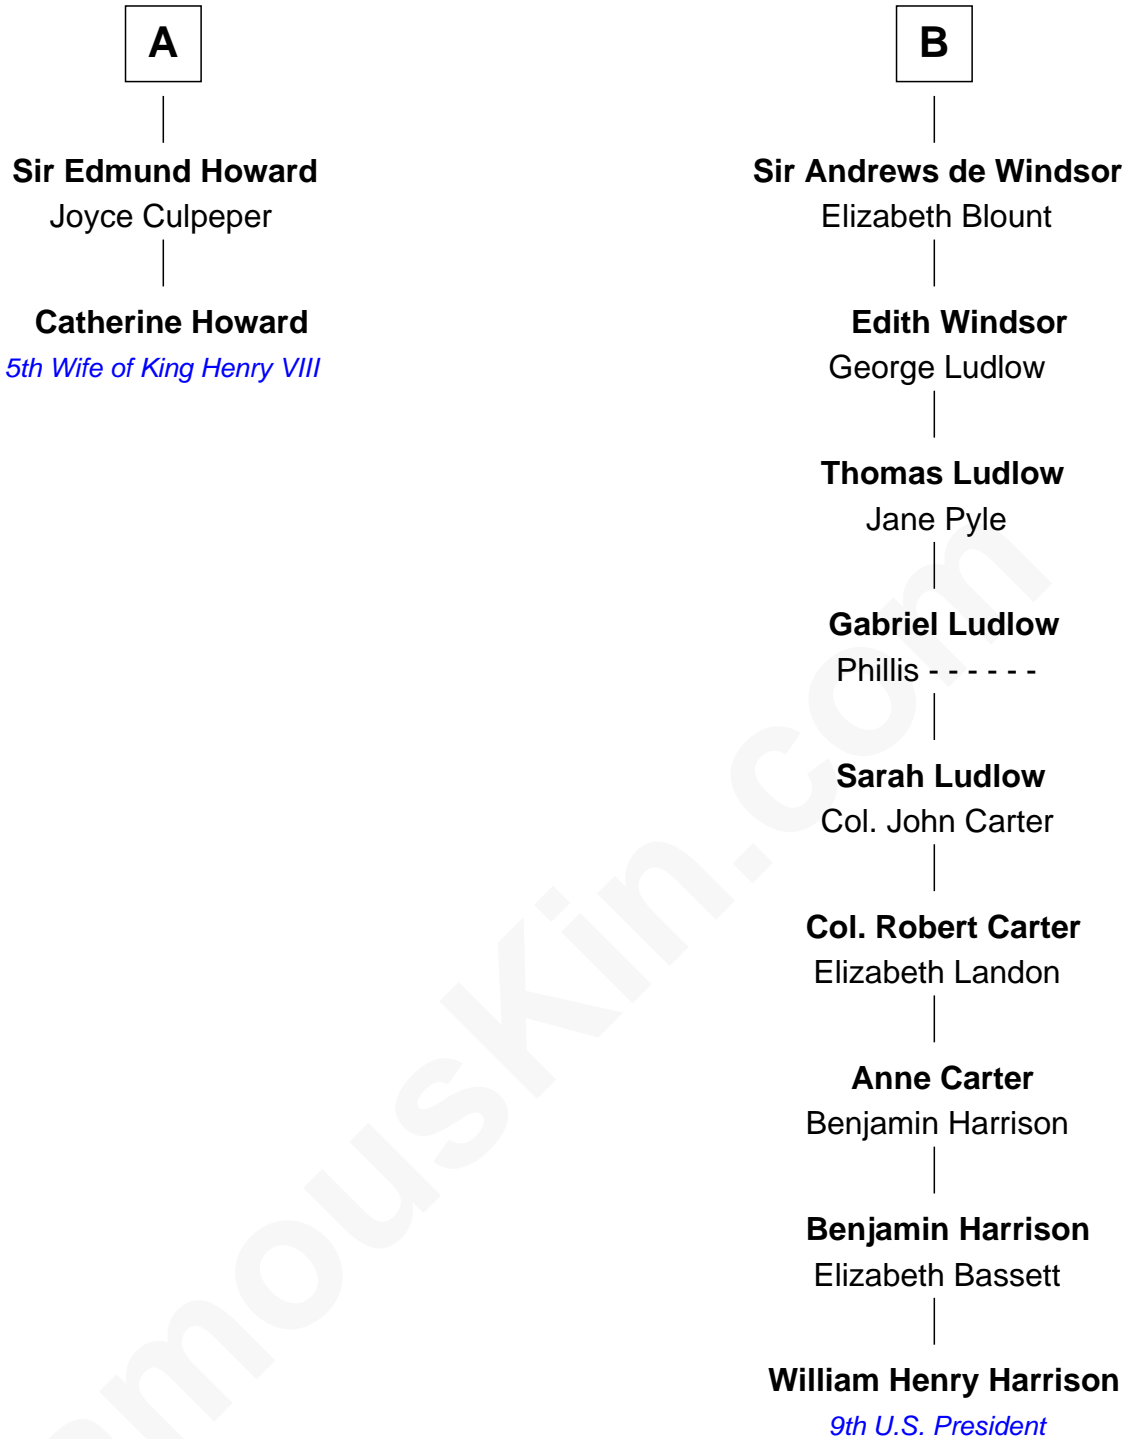 A
Sir Edmund Howard
Joyce Culpeper
Catherine Howard
5th Wife of King Henry VIII
B
Sir Andrews de Windsor
Elizabeth Blount
Edith Windsor
George Ludlow
Thomas Ludlow
Jane Pyle
Gabriel Ludlow
Phillis - - - - - -
Sarah Ludlow
Col. John Carter
Col. Robert Carter
Elizabeth Landon
Anne Carter
Benjamin Harrison
Benjamin Harrison
Elizabeth Bassett
William Henry Harrison
9th U.S. President
amousKin.com